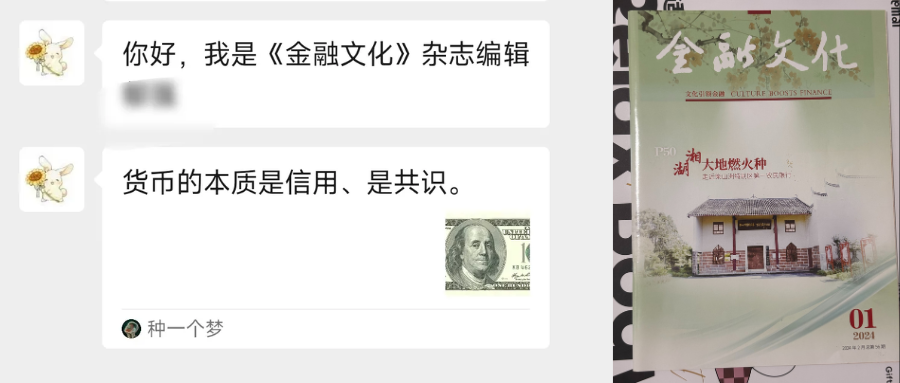 你好，我是《金融文化》杂志编辑
货币的本质是信用、是共识。
种一个梦
金融文化
文化引领金融 CULTURE BOOSTS FINANCE
P50
湘湖
大地燃火种
01
2024